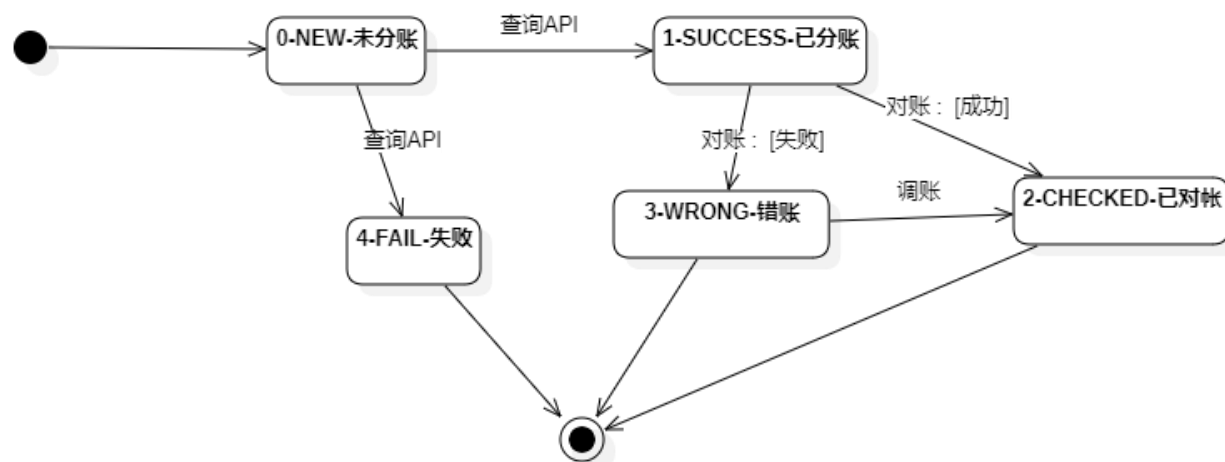 查询API
0-NEW-未分账
1-SUCCESS-已分账
对账： [成功]
查询API
对账： [失败]
调账
2-CHECKED-已对帐
3-WRONG-错账
4-FAIL-失败